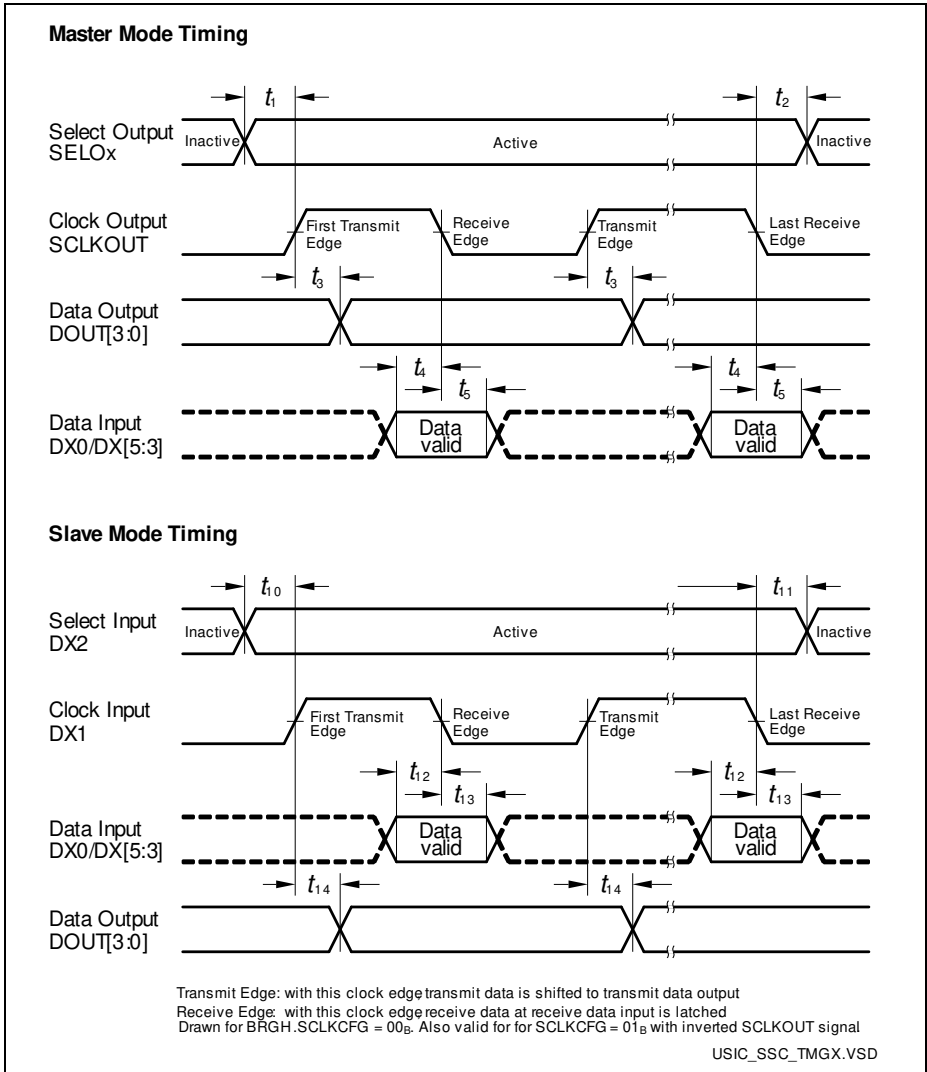 Master Mode Timing
t1
t2
Select Output
SELOx
Inactive
Active
Inactive
Clock Output
SCLKOUT
First Transmit
Edge
Receive
Edge
Transmit
Edge
Last Receive
Edge
t3
t3
Data Output
DOUT[3:0]
t4
t5
t4
t5
Data Input
DX0/DX[5:3]
Data
valid
Data
valid
Slave Mode Timing
t10
t11
Select Input
DX2
Inactive
Active
Inactive
Clock Input
DX1
First Transmit
Edge
Receive
Edge
Transmit
Edge
Last Receive
Edge
t12
t13
t12
t13
Data Input
DX0/DX[5:3]
Data
valid
Data
valid
t14
t14
Data Output
DOUT[3:0]
Transmit Edge: with this clock edge, transmit data is shifted to transmit data output
Receive Edge: with this clock edge, receive data at receive data input is latched
Drawn for BRGH.SCLKCFG = 00B. Also valid for for SCLKCFG = 01B with inverted SCLKOUT signal.
USIC_SSC_TMGX.VSD